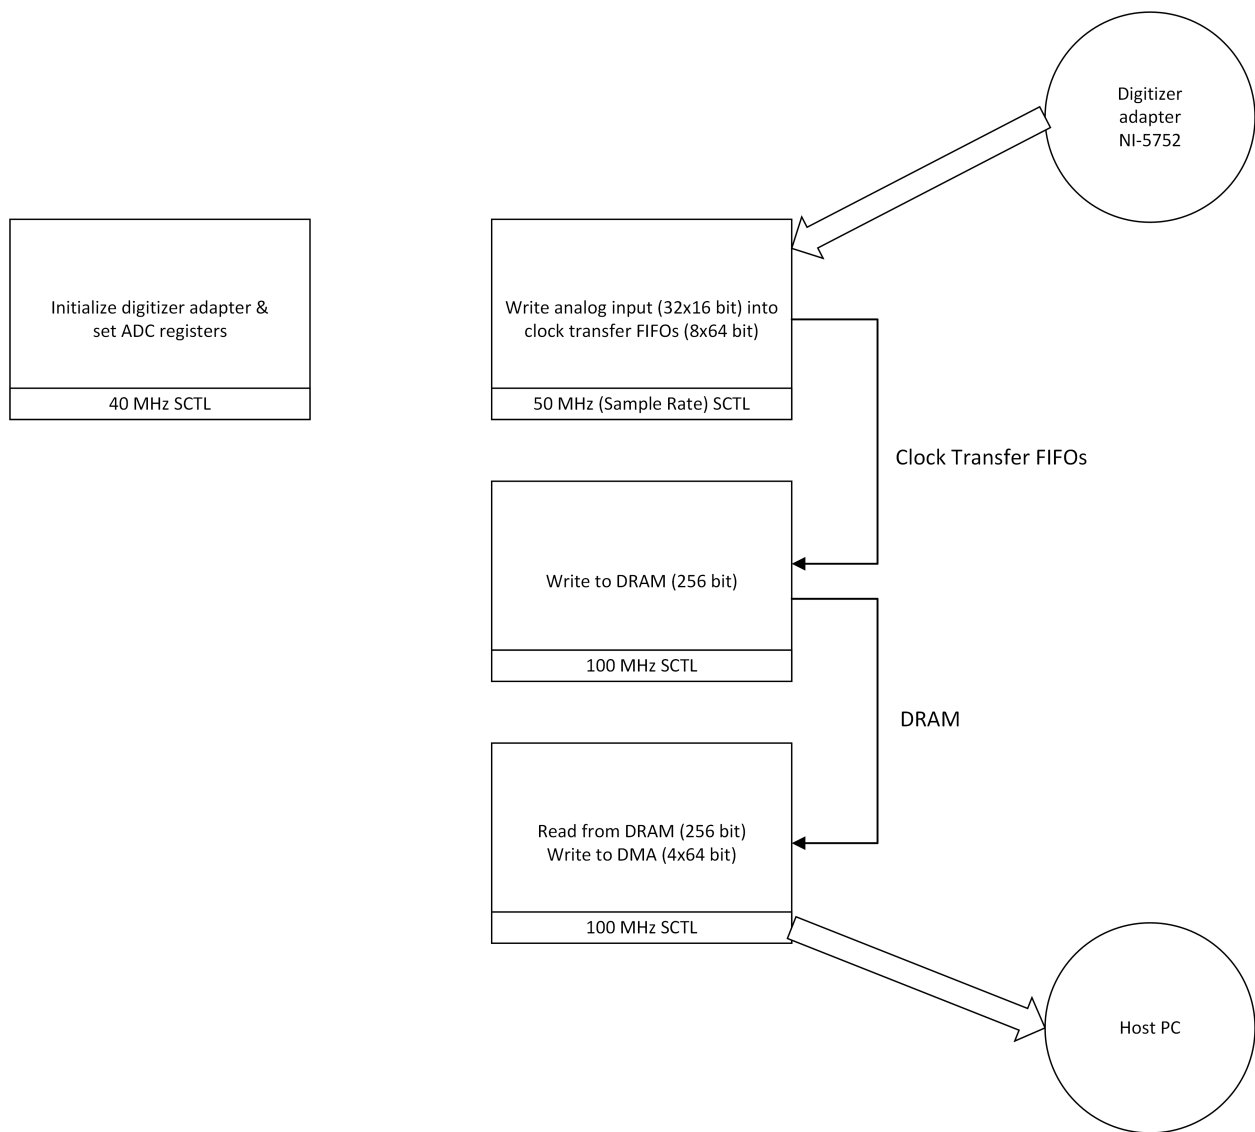 Digitizer
adapter
NI-5752
Initialize digitizer adapter &
set ADC registers
40 MHz SCTL
Write analog input (32x16 bit) into
clock transfer FIFOs (8x64 bit)
50 MHz (Sample Rate) SCTL
Clock Transfer FIFOs
Write to DRAM (256 bit)
100 MHz SCTL
DRAM
Read from DRAM (256 bit)
Write to DMA (4x64 bit)
100 MHz SCTL
Host PC